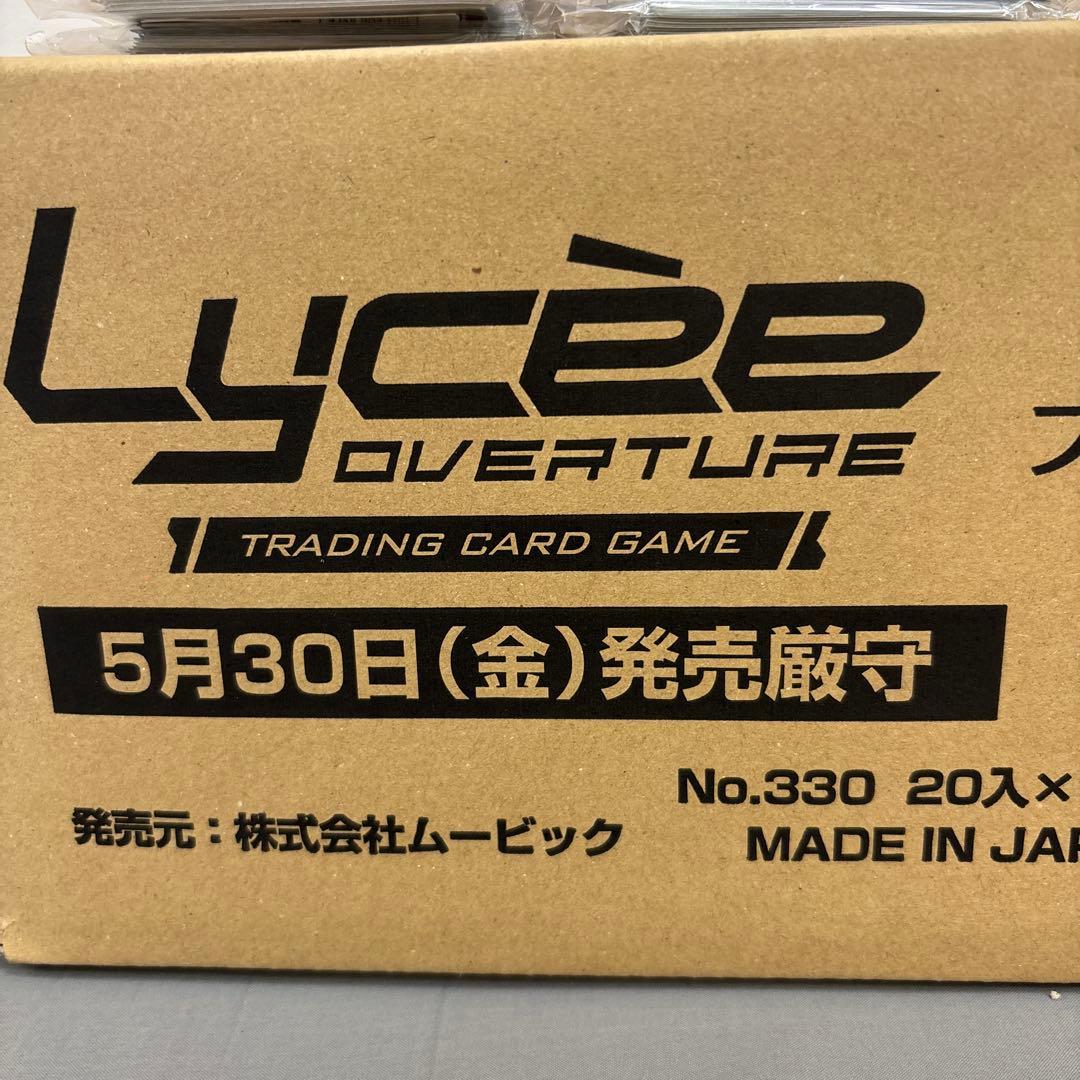 Lycèe
OVERTURE
TRADING CARD GAME
5月30日(金)発売厳守
No.330 20入×
発売元:株式会社ムービック
MADE IN JAP